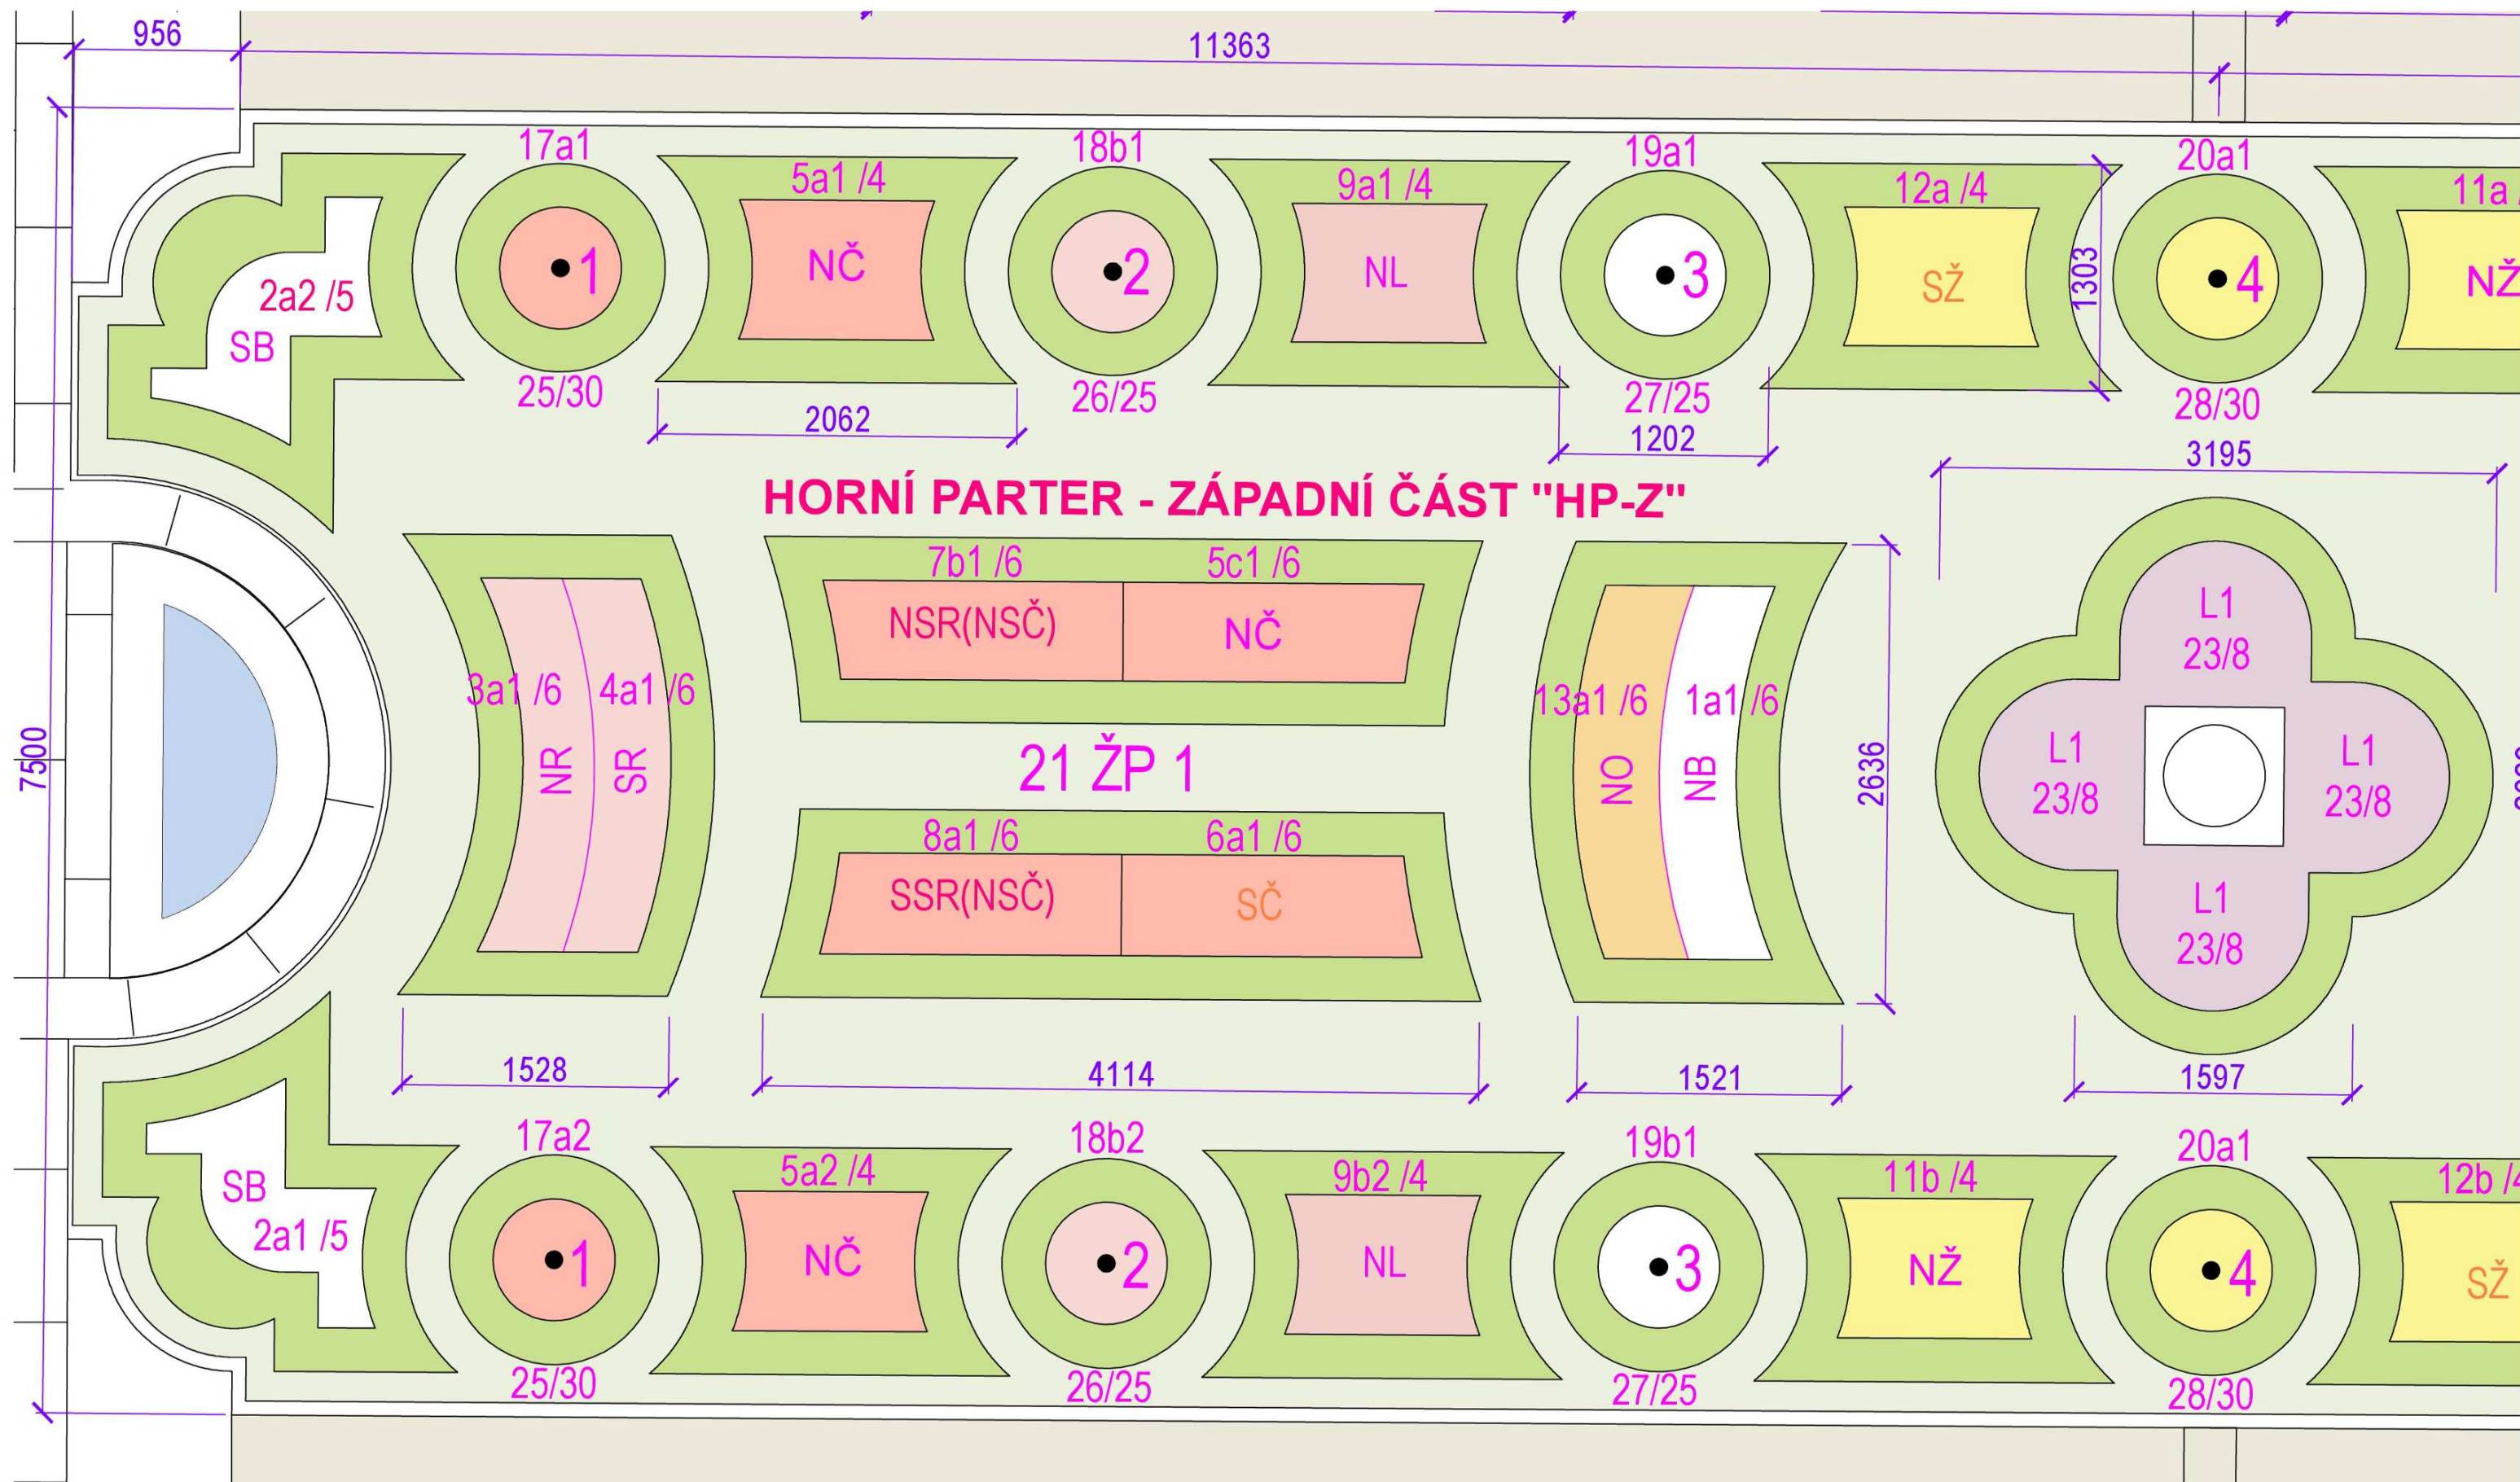 956
11363
17a1
5a1 /4
18b1
9a1 /4
19a1
12a /4
20a1
11a
2a2 /5
SB
1
NČ
2
NL
3
SŽ
1303
4
NŽ
25/30
2062
26/25
27/25
1202
28/30
3195
HORNÍ PARTER - ZÁPADNÍ ČÁST "HP-Z"
7b1 /6
5c1 /6
NSR(NSČ)
NČ
L1
23/8
3a1 /6
4a1 /6
13a1 /6
1a1 /6
7500
NR
SR
21 ŽP 1
NO
NB
2636
L1
23/8
L1
23/8
8a1 /6
6a1 /6
SSR(NSČ)
SČ
L1
23/8
1528
4114
1521
1597
17a2
5a2 /4
18b2
9b2 /4
19b1
11b /4
20a1
12b /4
SB
2a1 /5
1
NČ
2
NL
3
NŽ
4
SŽ
25/30
26/25
27/25
28/30